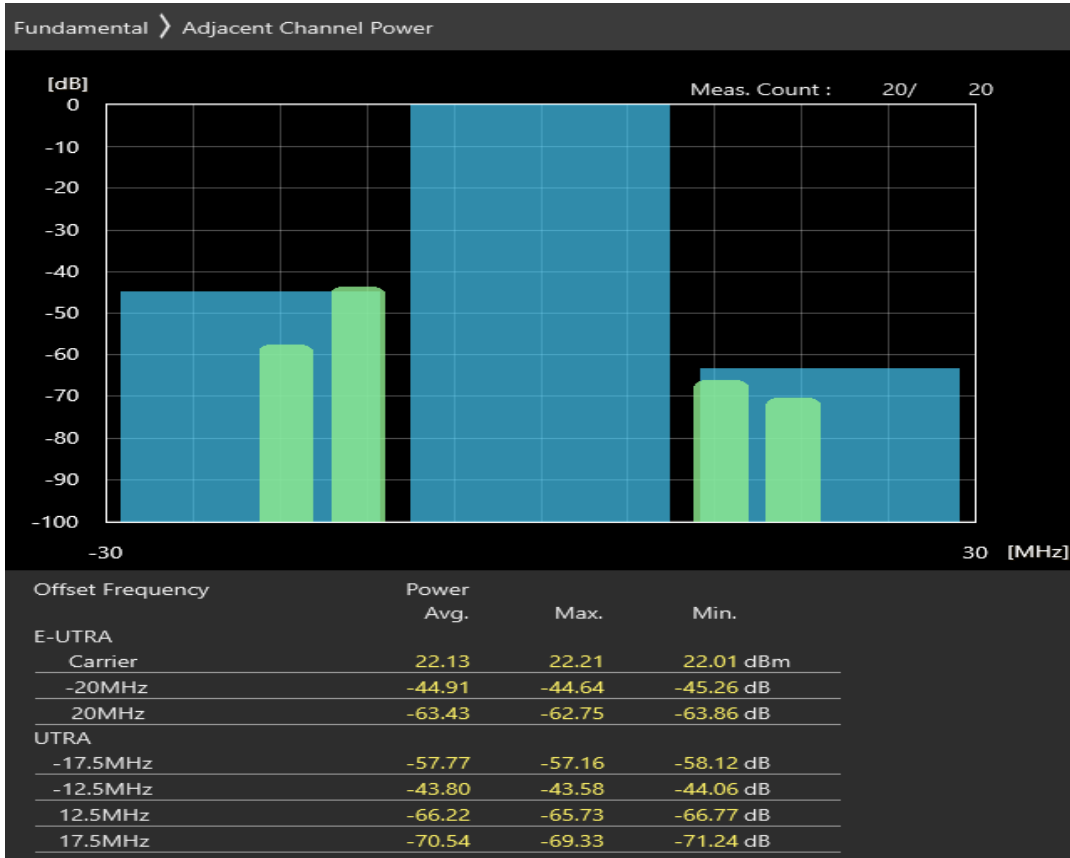 Fundamental 〉 Adjacent Channel Power
[dB]
Meas. Count : 20/ 20
0
-10
-20
-30
-40
-50
-60
-70
-80
-90
-100
-30 30 [MHz]
Offset Frequency Power
Avg. Max. Min.
E-UTRA
Carrier 22.13 22.21 22.01 dBm
-20MHz -44.91 -44.64 -45.26 dB
20MHz -63.43 -62.75 -63.86 dB
UTRA
-17.5MHz -57.77 -57.16 -58.12 dB
-12.5MHz -43.80 -43.58 -44.06 dB
12.5MHz -66.22 -65.73 -66.77 dB
17.5MHz -70.54 -69.33 -71.24 dB